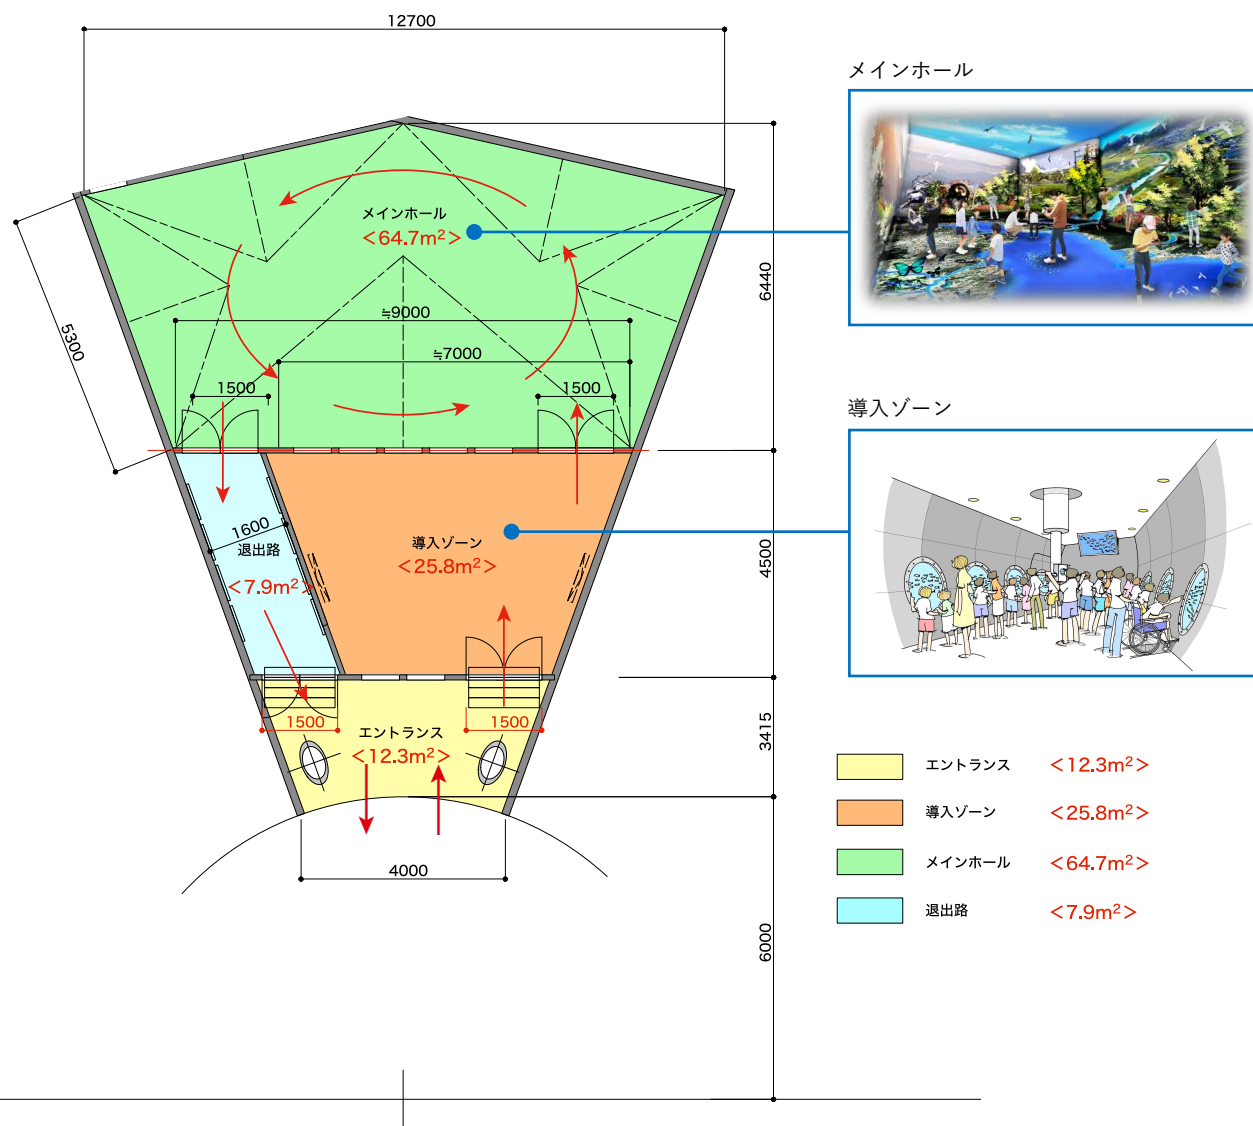 12700
メインホール
メインホール
<64.7m²>
6440
5300
≒9000
≒7000
1500
1500
導入ゾーン
1600
退出路
<7.9m²>
導入ゾーン
<25.8m²>
4500
1500
1500
エントランス
<12.3m²>
3415
4000
6000
エントランス <12.3m²>
導入ゾーン <25.8m²>
メインホール <64.7m²>
退出路 <7.9m²>